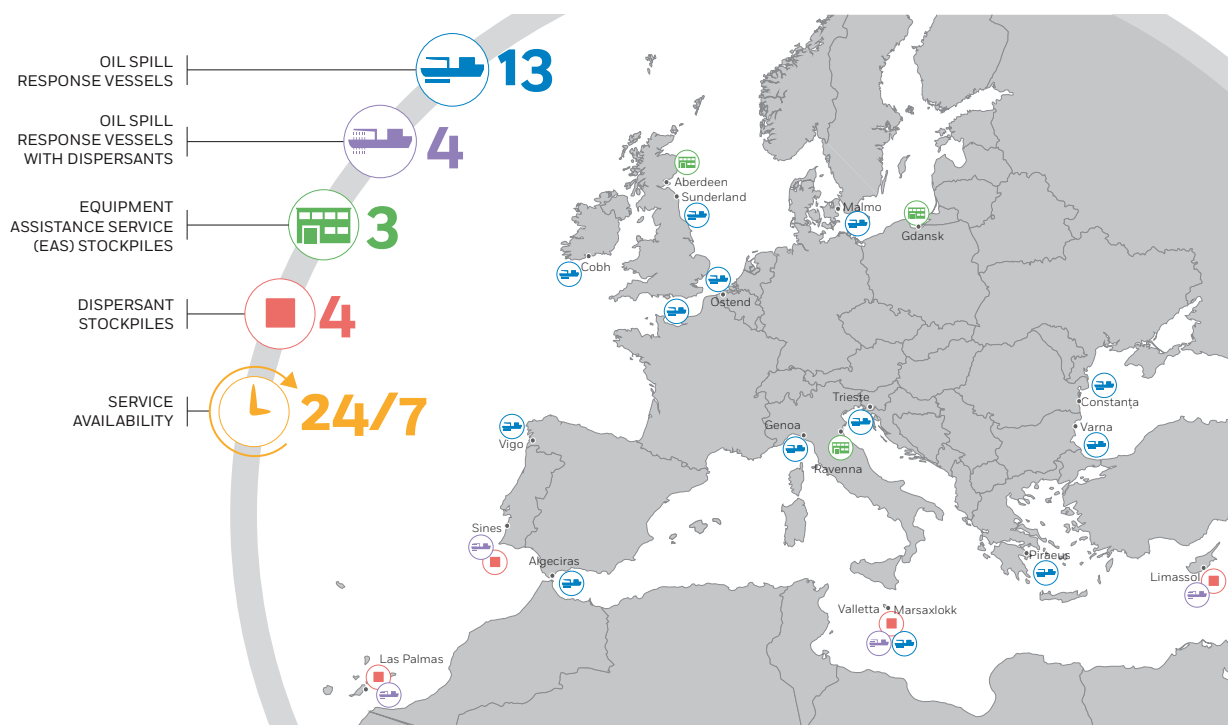 OIL SPILL
RESPONSE VESSELS
13
OIL SPILL
RESPONSE VESSELS
WITH DISPERSANTS
4
EQUIPMENT
ASSISTANCE SERVICE
(EAS) STOCKPILES
3
DISPERSANT
STOCKPILES
4
SERVICE
AVAILABILITY
24/7
Aberdeen
Sunderland
Malmo
Gdansk
Cobh
Ostend
Trieste
Constanța
Genoa
Varna
Vigo
Ravenna
Sines
Algeciras
Piraeus
Limassol
Valletta
Marsaxlokk
Las Palmas